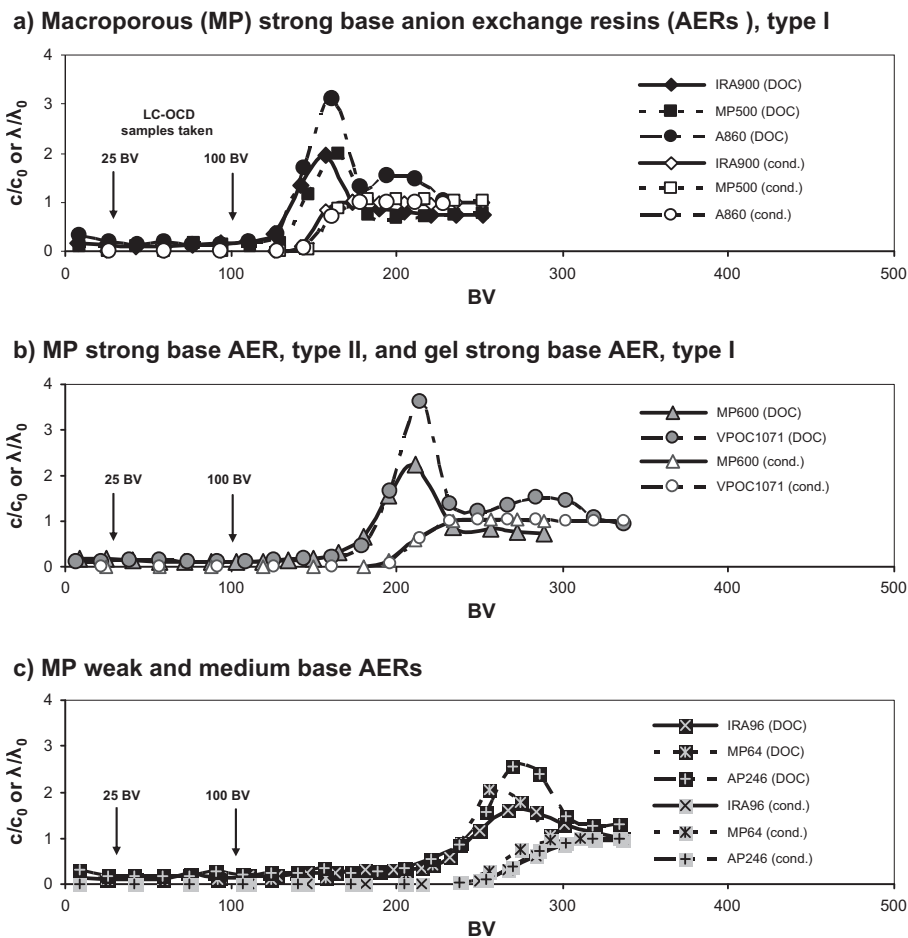 a) Macroporous (MP) strong base anion exchange resins (AERs ), type I
c/c0 or λ/λ0
4
3
2
1
0
LC-OCD
samples taken
25 BV
100 BV
IRA900 (DOC)
MP500 (DOC)
A860 (DOC)
IRA900 (cond.)
MP500 (cond.)
A860 (cond.)
0
100
200
300
400
500
BV
b) MP strong base AER, type II, and gel strong base AER, type I
c/c0 or λ/λ0
4
3
2
1
0
25 BV
100 BV
MP600 (DOC)
VPOC1071 (DOC)
MP600 (cond.)
VPOC1071 (cond.)
0
100
200
300
400
500
BV
c) MP weak and medium base AERs
c/c0 or λ/λ0
4
3
2
1
0
25 BV
100 BV
IRA96 (DOC)
MP64 (DOC)
AP246 (DOC)
IRA96 (cond.)
MP64 (cond.)
AP246 (cond.)
0
100
200
300
400
500
BV